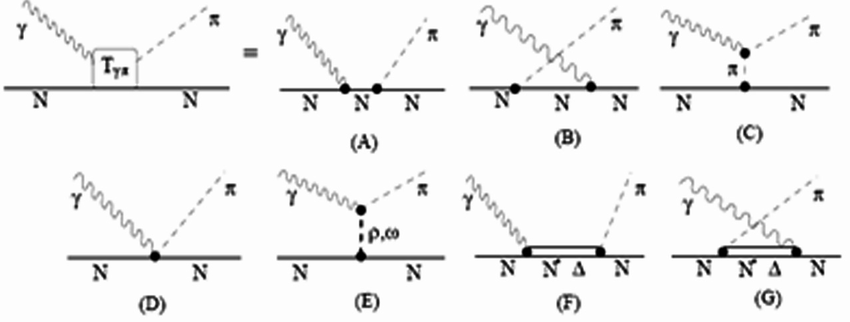 γ π T γπ N N =
γ π N N N (A)
γ π N N N (B)
γ π π N N (C)
γ π N N (D)
γ π ρ,ω N N (E)
γ π N N* Δ N (F)
γ π N N* Δ N (G)